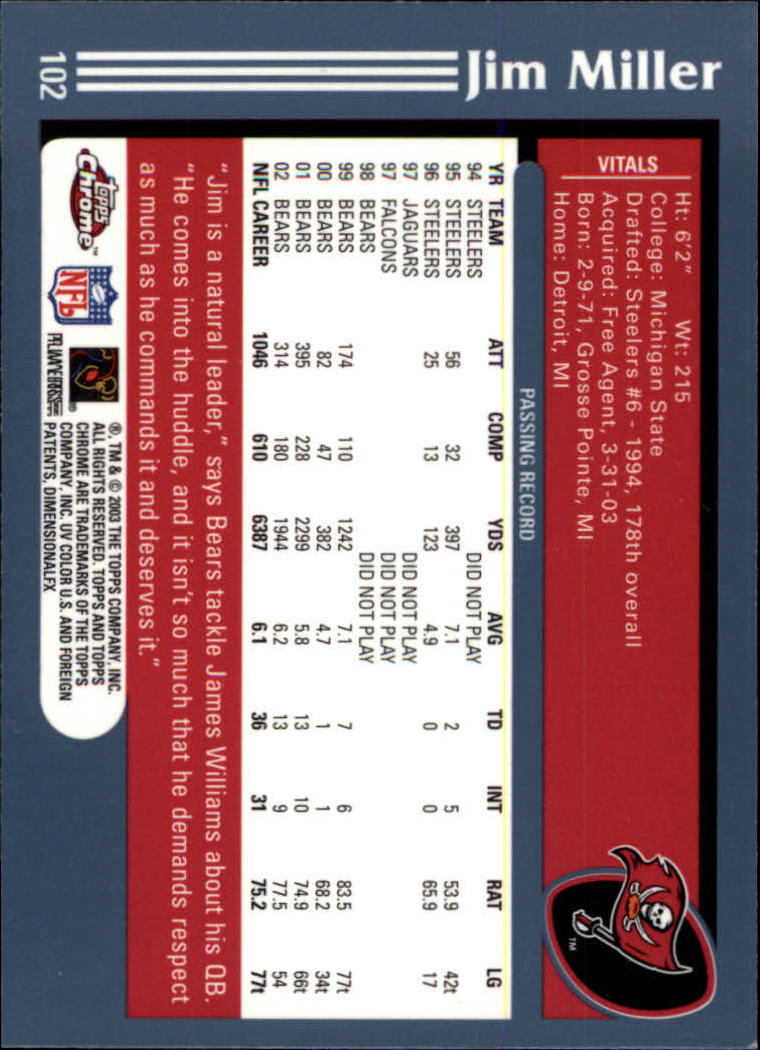 102
Jim Miller
VITALS
Ht: 6'2" Wt: 215
College: Michigan State
Drafted: Steelers #6 - 1994, 178th overall
Acquired: Free Agent, 3-31-03
Born: 2-9-71, Grosse Pointe, MI
Home: Detroit, MI
TM
PASSING RECORD
YR TEAM ATT COMP YDS AVG TD INT RAT LG
94 STEELERS DID NOT PLAY
95 STEELERS 56 32 397 7.1 2 5 53.9 42t
96 STEELERS 25 13 123 4.9 0 0 65.9 17
97 JAGUARS DID NOT PLAY
97 FALCONS DID NOT PLAY
98 BEARS DID NOT PLAY
99 BEARS 174 110 1242 7.1 7 6 83.5 77t
00 BEARS 82 47 382 4.7 1 1 68.2 34t
01 BEARS 395 228 2299 5.8 13 10 74.9 66t
02 BEARS 314 180 1944 6.2 13 9 77.5 54
NFL CAREER 1046 610 6387 6.1 36 31 75.2 77t
"Jim is a natural leader," says Bears tackle James Williams about his QB.
"He comes into the huddle, and it isn't so much that he demands respect
as much as he commands it and deserves it."
topps Chrome™
NFL
®, TM & © 2003 THE TOPPS COMPANY, INC.
ALL RIGHTS RESERVED. TOPPS AND TOPPS
CHROME ARE TRADEMARKS OF THE TOPPS
COMPANY, INC. UV COLOR U.S. AND FOREIGN
PATENTS, DIMENSIONALFX